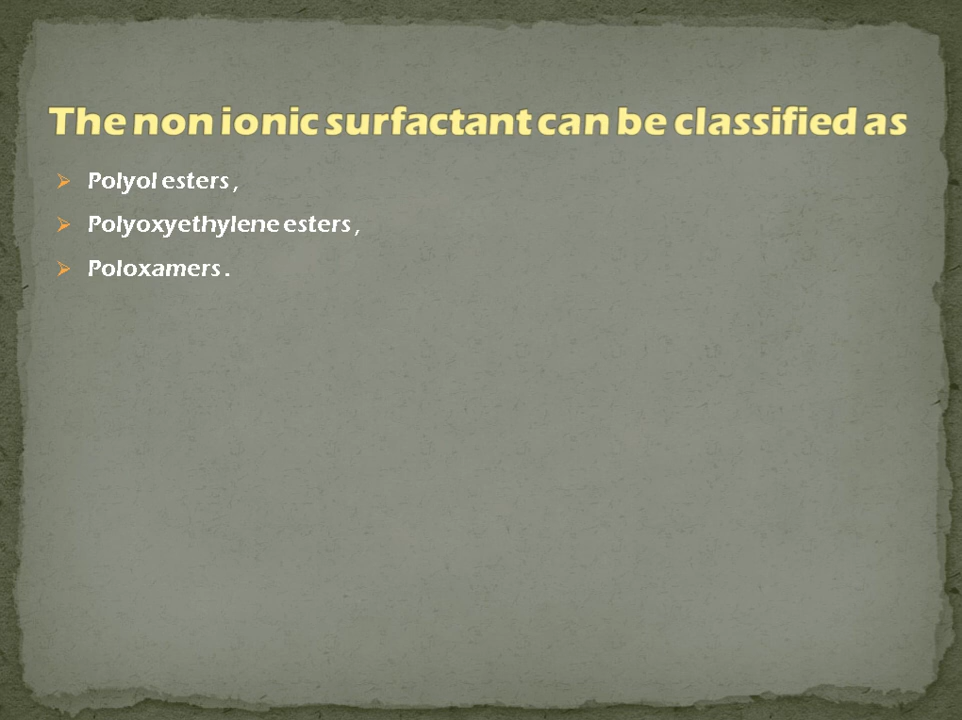 The non ionic surfactant can be classified as
Polyol esters ,
Polyoxyethylene esters ,
Poloxamers .